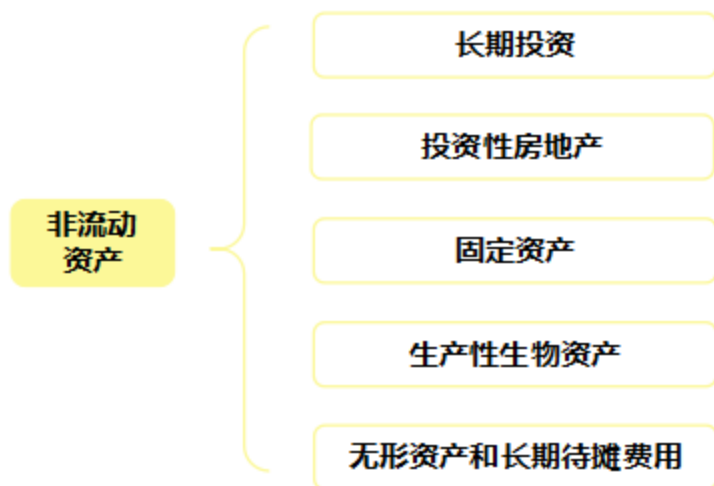 长期投资
投资性房地产
非流动
资产
固定资产
生产性生物资产
无形资产和长期待摊费用